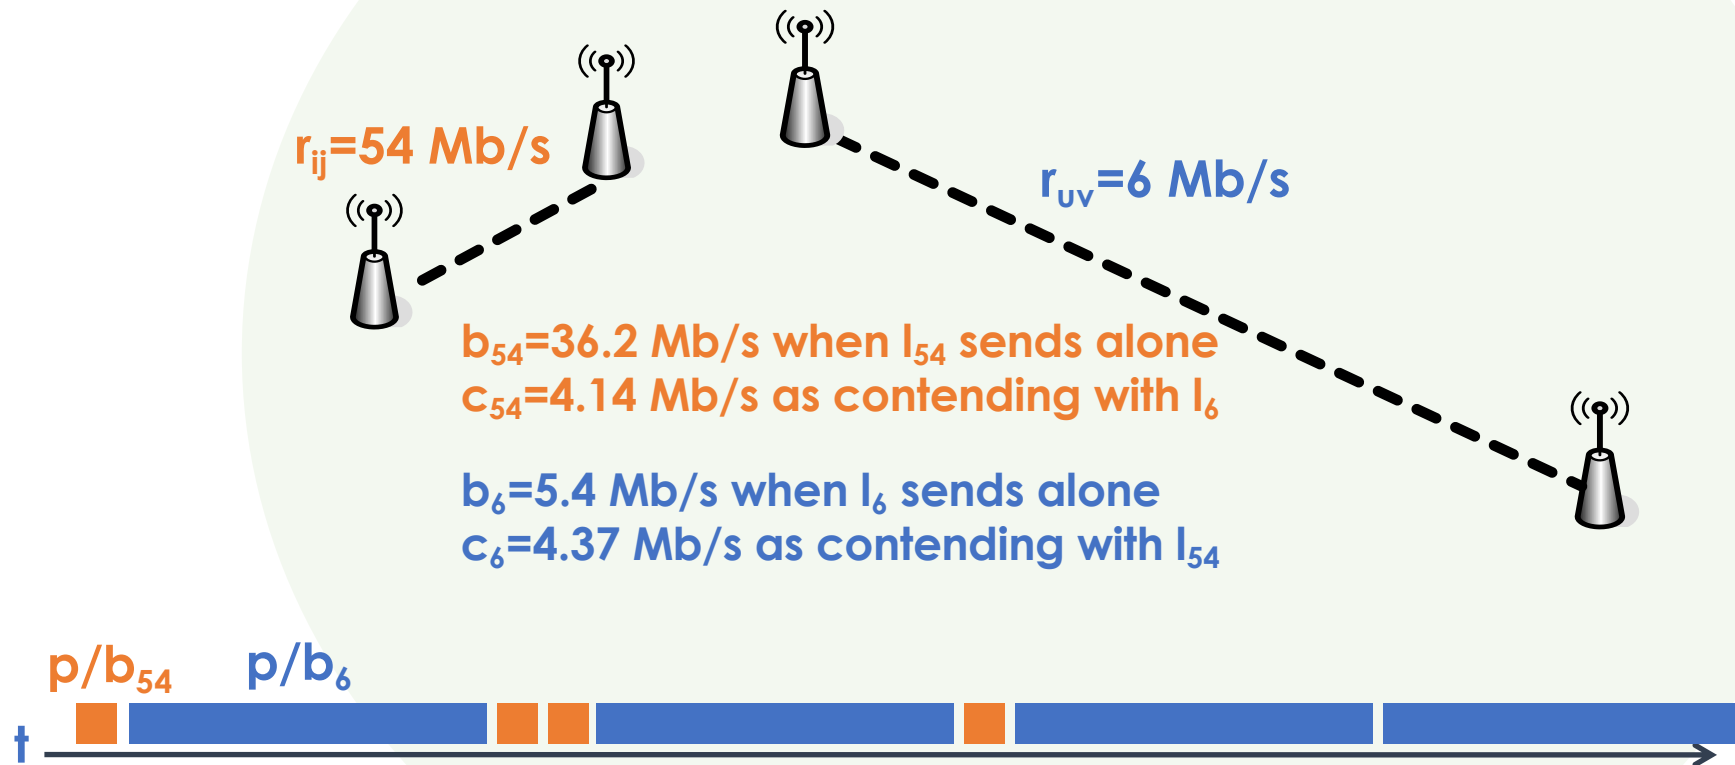 r_ij=54 Mb/s
r_uv=6 Mb/s
b_54=36.2 Mb/s when l_54 sends alone
c_54=4.14 Mb/s as contending with l_6
b_6=5.4 Mb/s when l_6 sends alone
c_6=4.37 Mb/s as contending with l_54
p/b_54
p/b_6
t